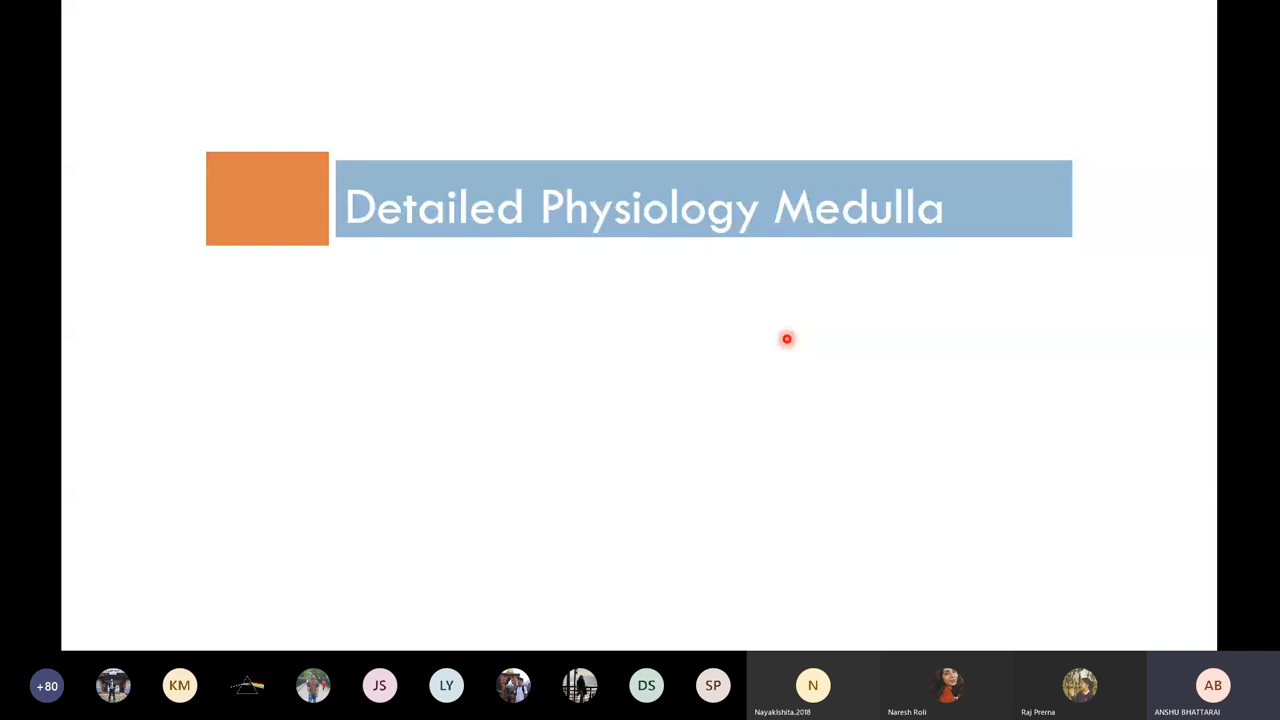 Detailed Physiology Medulla
+80
KM
JS
LY
DS
SP
N
AB
NayakIshita.2018
Naresh Roli
Raj Prerna
ANSHU BHATTARAI